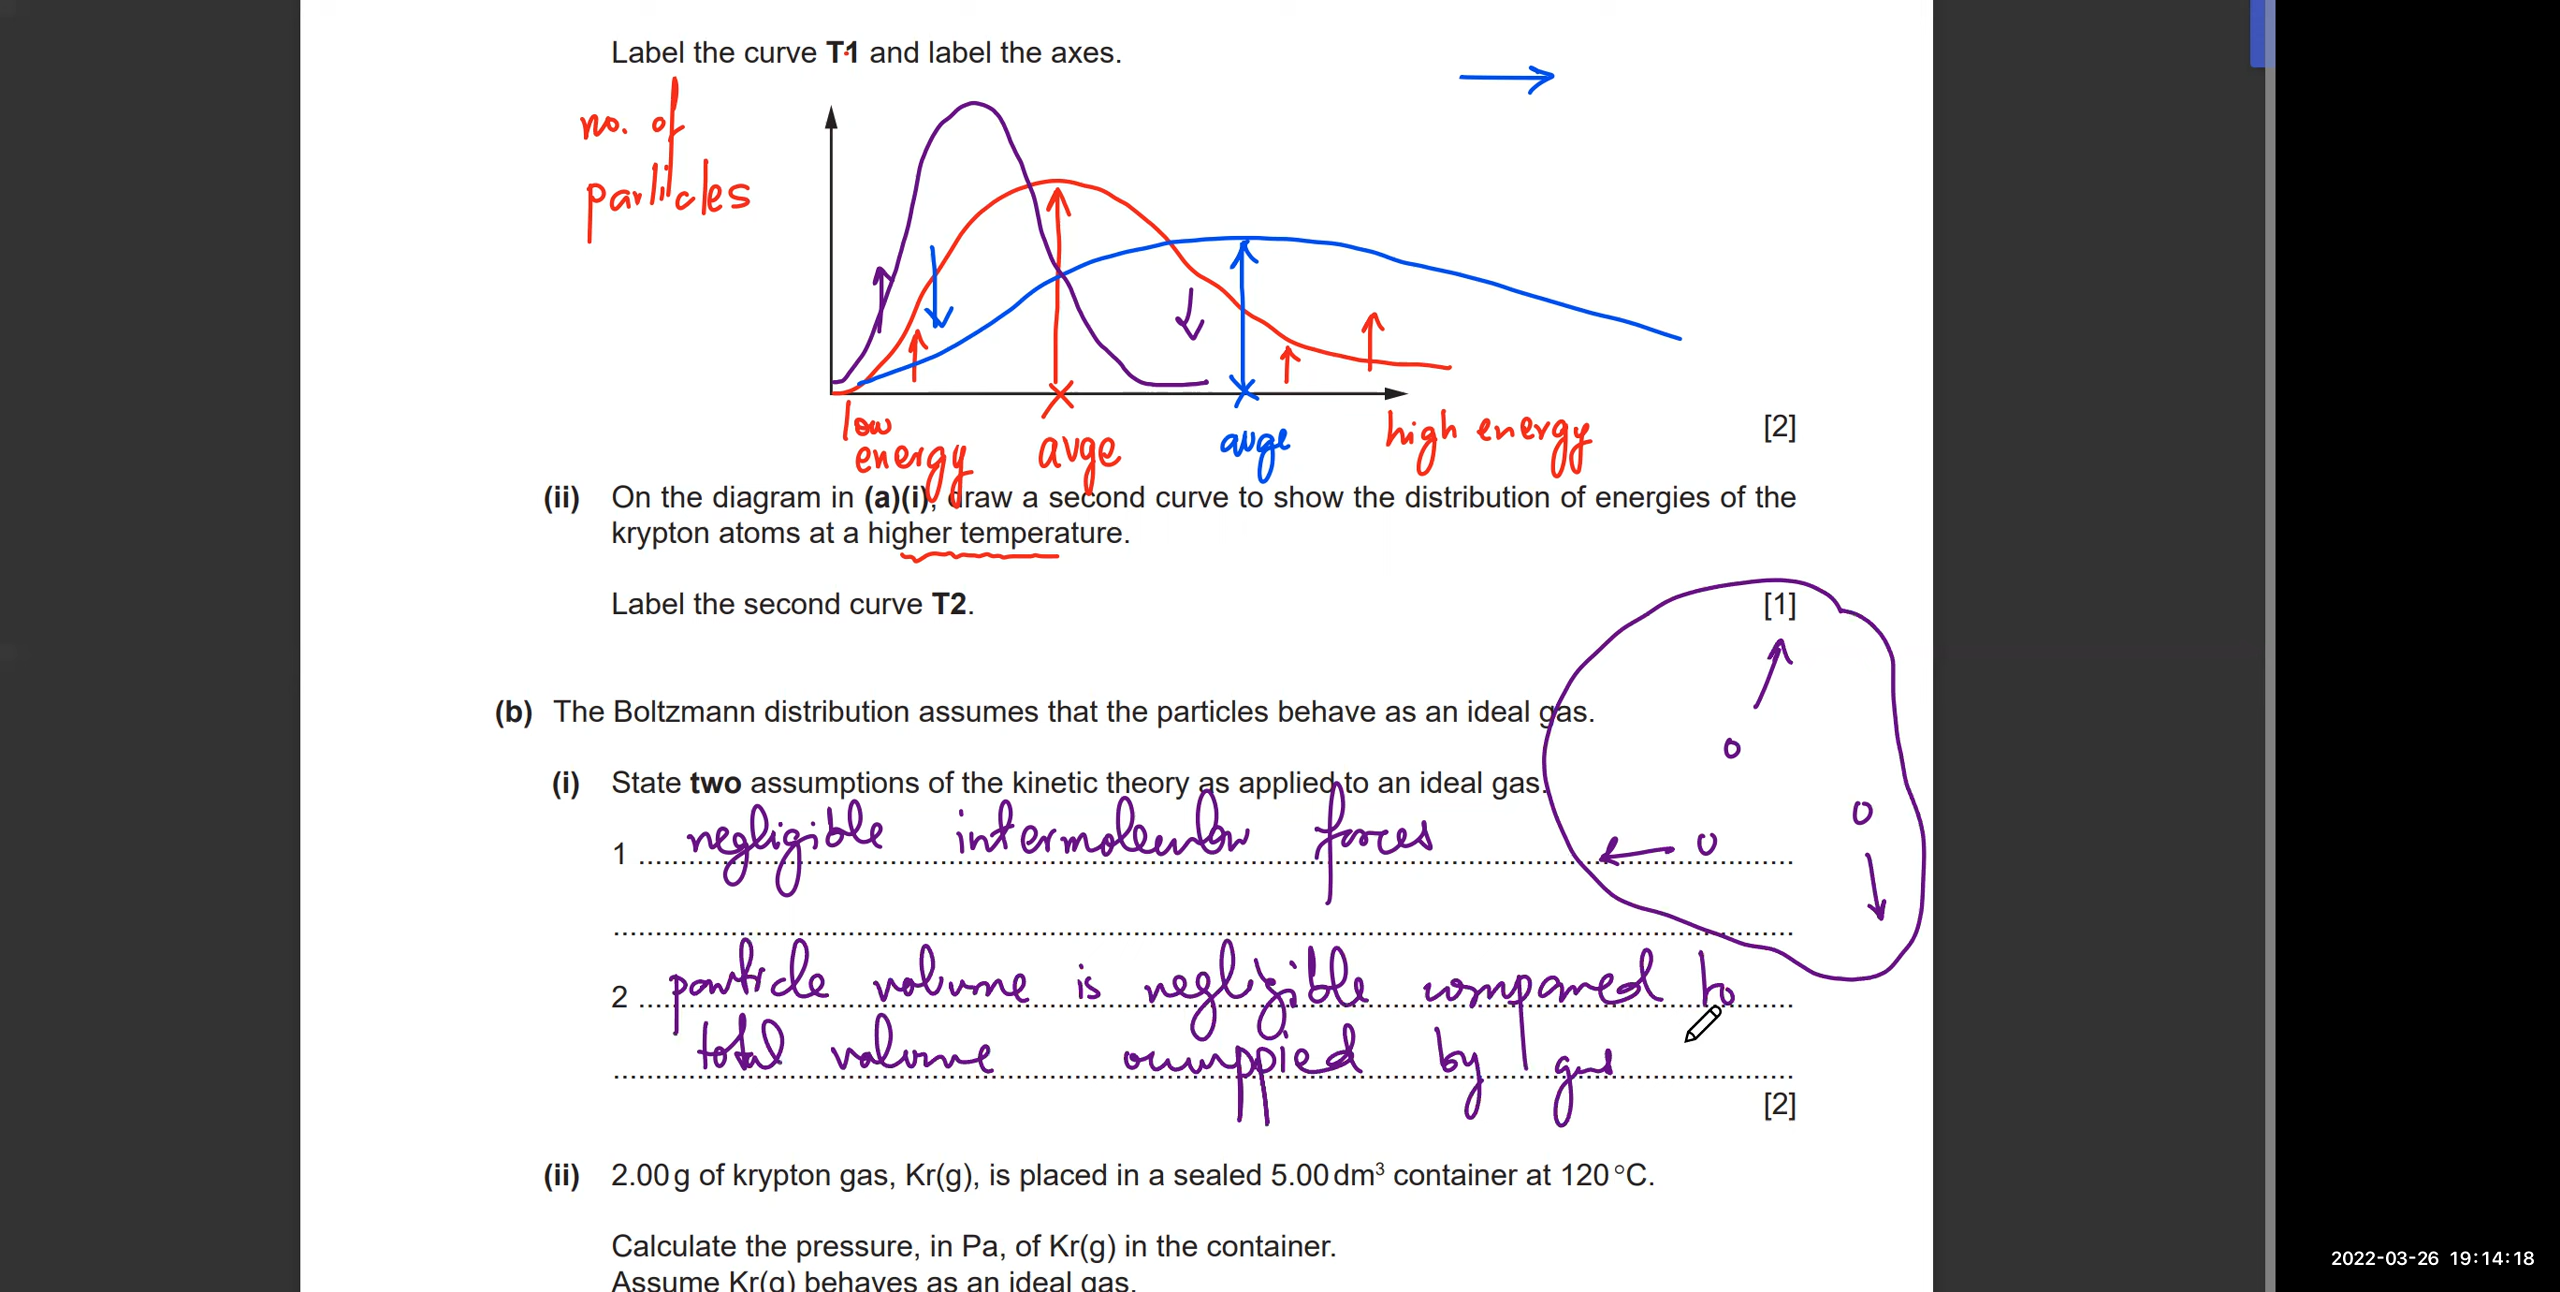 Label the curve T1 and label the axes.
no. of
particles
low
energy
avge
avge
high energy
[2]
(ii) On the diagram in (a)(i), draw a second curve to show the distribution of energies of the
krypton atoms at a higher temperature.
Label the second curve T2.
[1]
(b) The Boltzmann distribution assumes that the particles behave as an ideal gas.
(i) State two assumptions of the kinetic theory as applied to an ideal gas.
1 negligible intermolecular forces
2 particle volume is negligible compared to
total volume occuppied by gas
[2]
(ii) 2.00 g of krypton gas, Kr(g), is placed in a sealed 5.00 dm³ container at 120 °C.
Calculate the pressure, in Pa, of Kr(g) in the container.
Assume Kr(g) behaves as an ideal gas.
2022-03-26 19:14:18